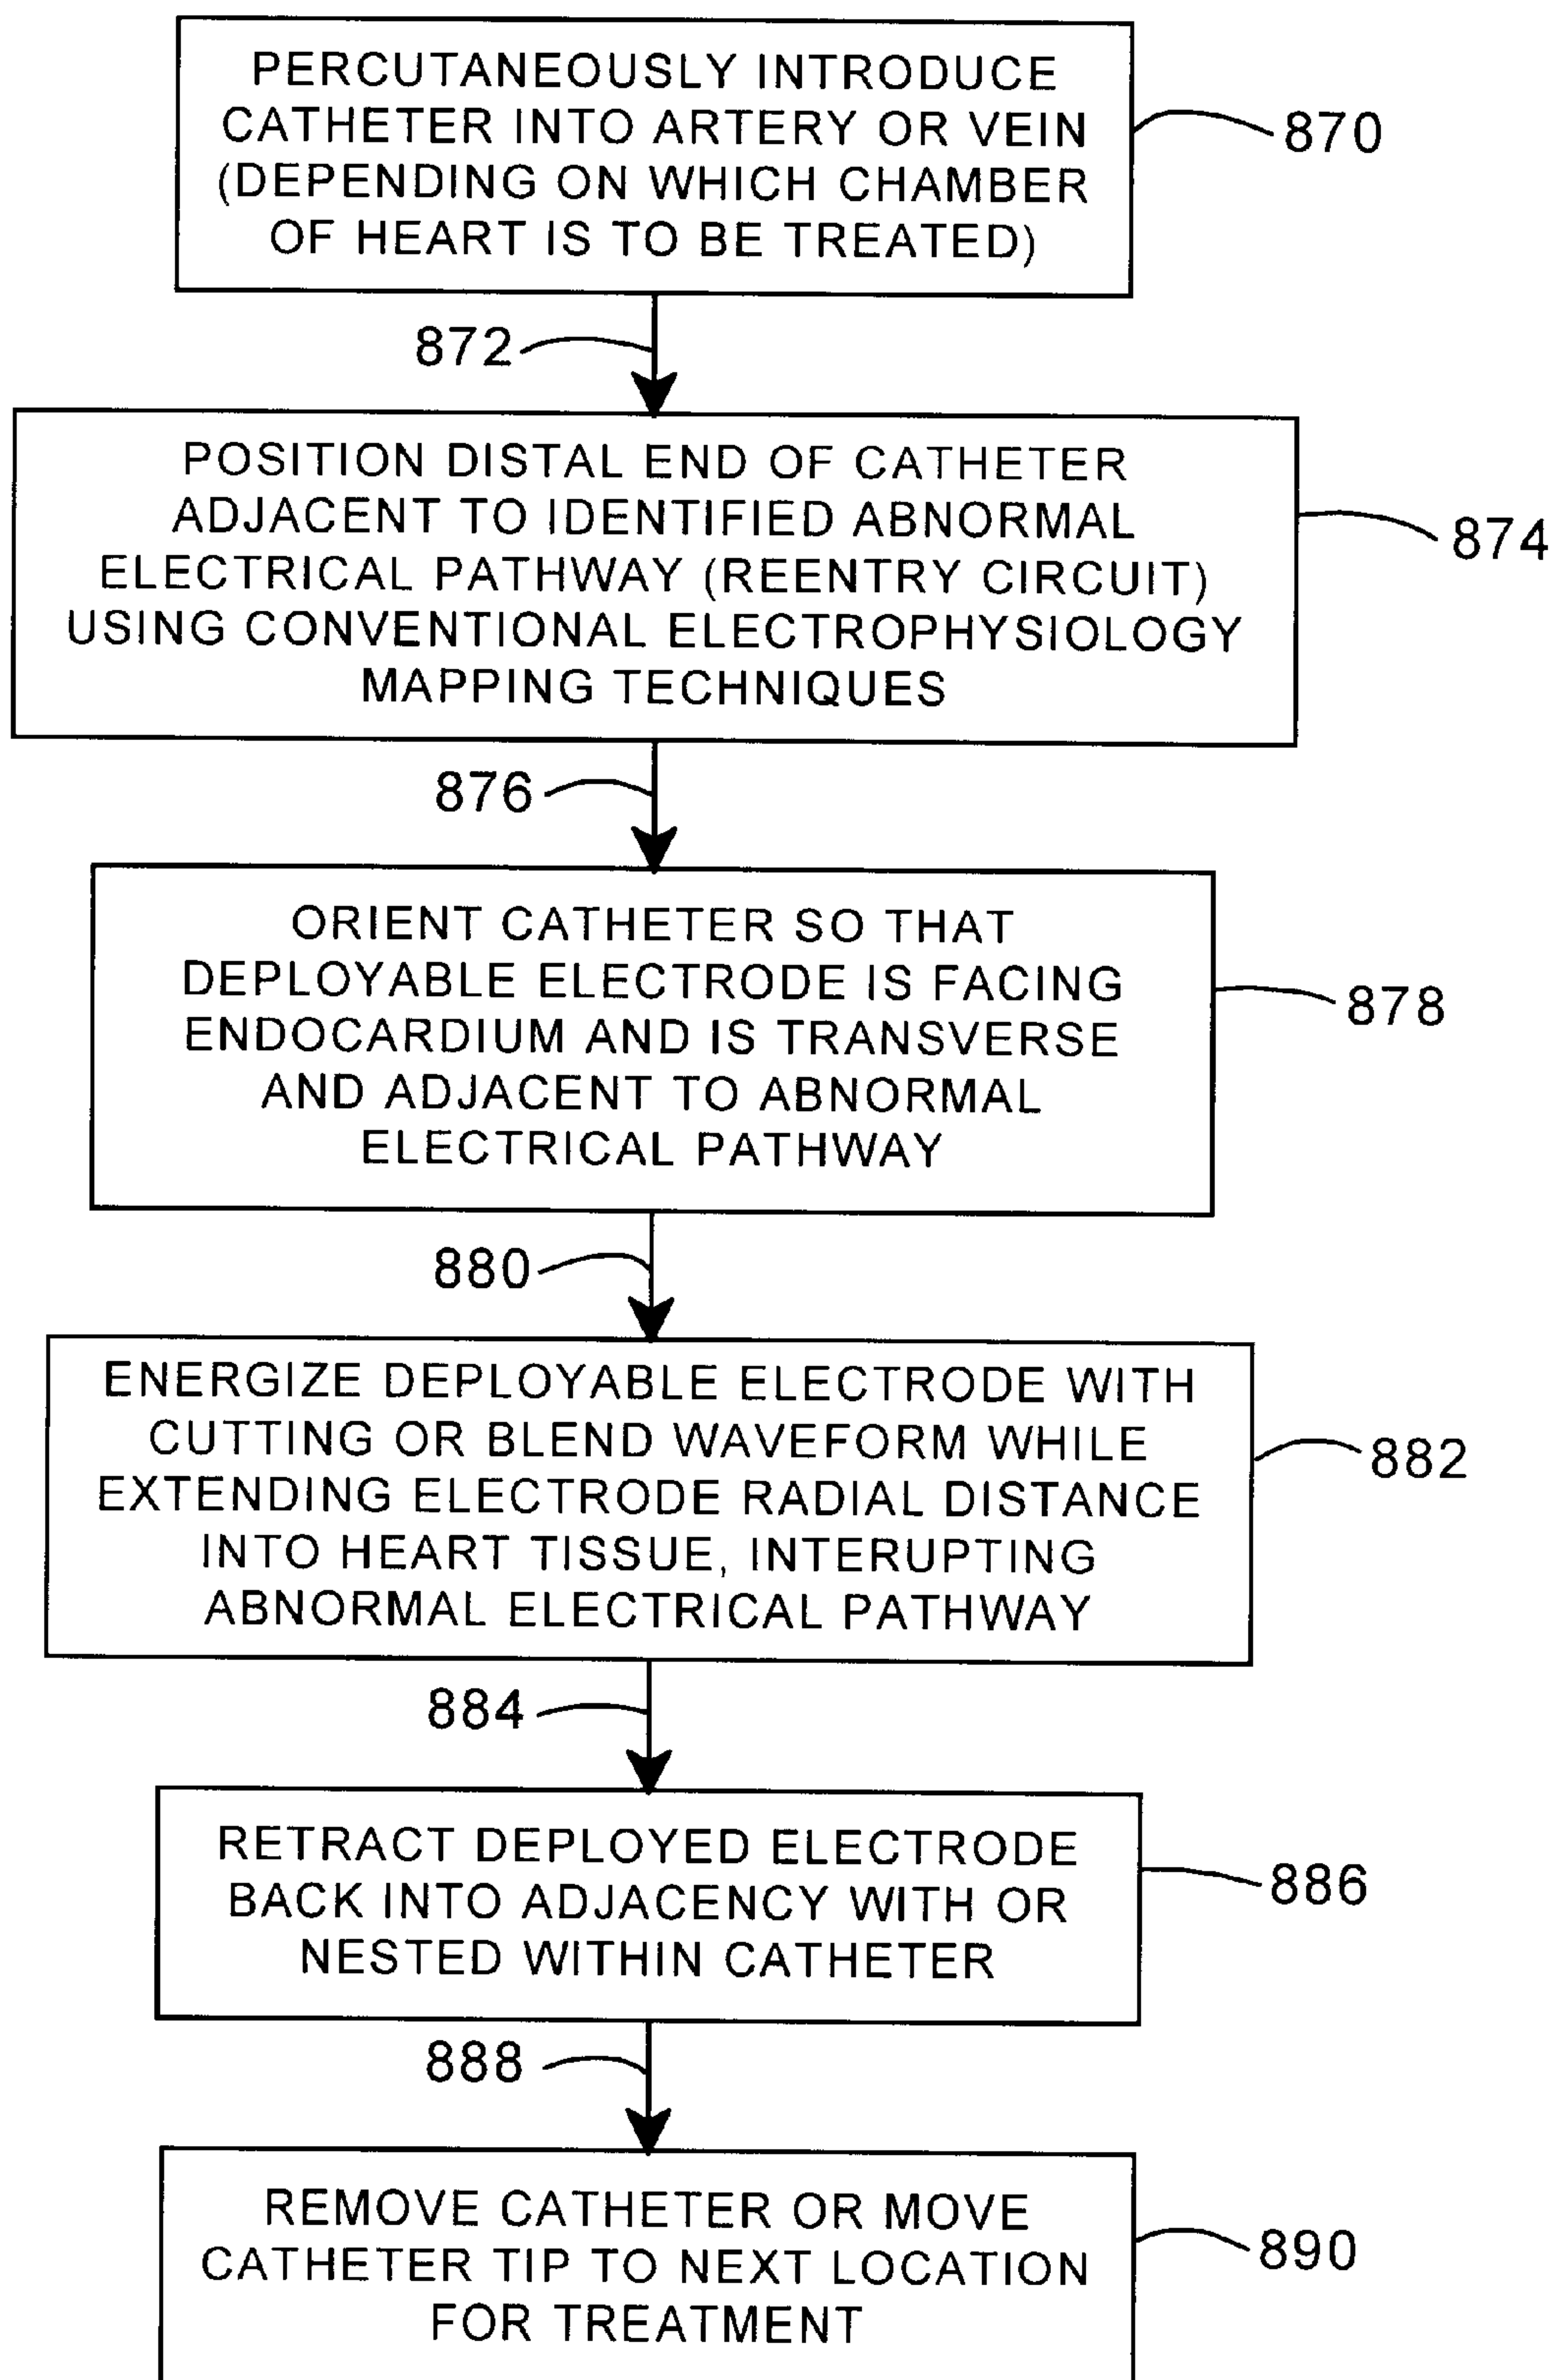 PERCUTANEOUSLY INTRODUCE
CATHETER INTO ARTERY OR VEIN
(DEPENDING ON WHICH CHAMBER
OF HEART IS TO BE TREATED)
870
872
POSITION DISTAL END OF CATHETER
ADJACENT TO IDENTIFIED ABNORMAL
ELECTRICAL PATHWAY (REENTRY CIRCUIT)
USING CONVENTIONAL ELECTROPHYSIOLOGY
MAPPING TECHNIQUES
874
876
ORIENT CATHETER SO THAT
DEPLOYABLE ELECTRODE IS FACING
ENDOCARDIUM AND IS TRANSVERSE
AND ADJACENT TO ABNORMAL
ELECTRICAL PATHWAY
878
880
ENERGIZE DEPLOYABLE ELECTRODE WITH
CUTTING OR BLEND WAVEFORM WHILE
EXTENDING ELECTRODE RADIAL DISTANCE
INTO HEART TISSUE, INTERUPTING
ABNORMAL ELECTRICAL PATHWAY
882
884
RETRACT DEPLOYED ELECTRODE
BACK INTO ADJACENCY WITH OR
NESTED WITHIN CATHETER
886
888
REMOVE CATHETER OR MOVE
CATHETER TIP TO NEXT LOCATION
FOR TREATMENT
890